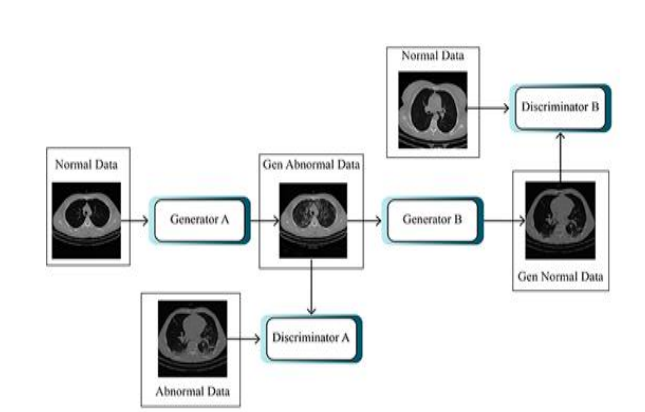 Normal Data
Discriminator B
Normal Data
Gen Abnormal Data
Generator A
Generator B
Gen Normal Data
Discriminator A
Abnormal Data